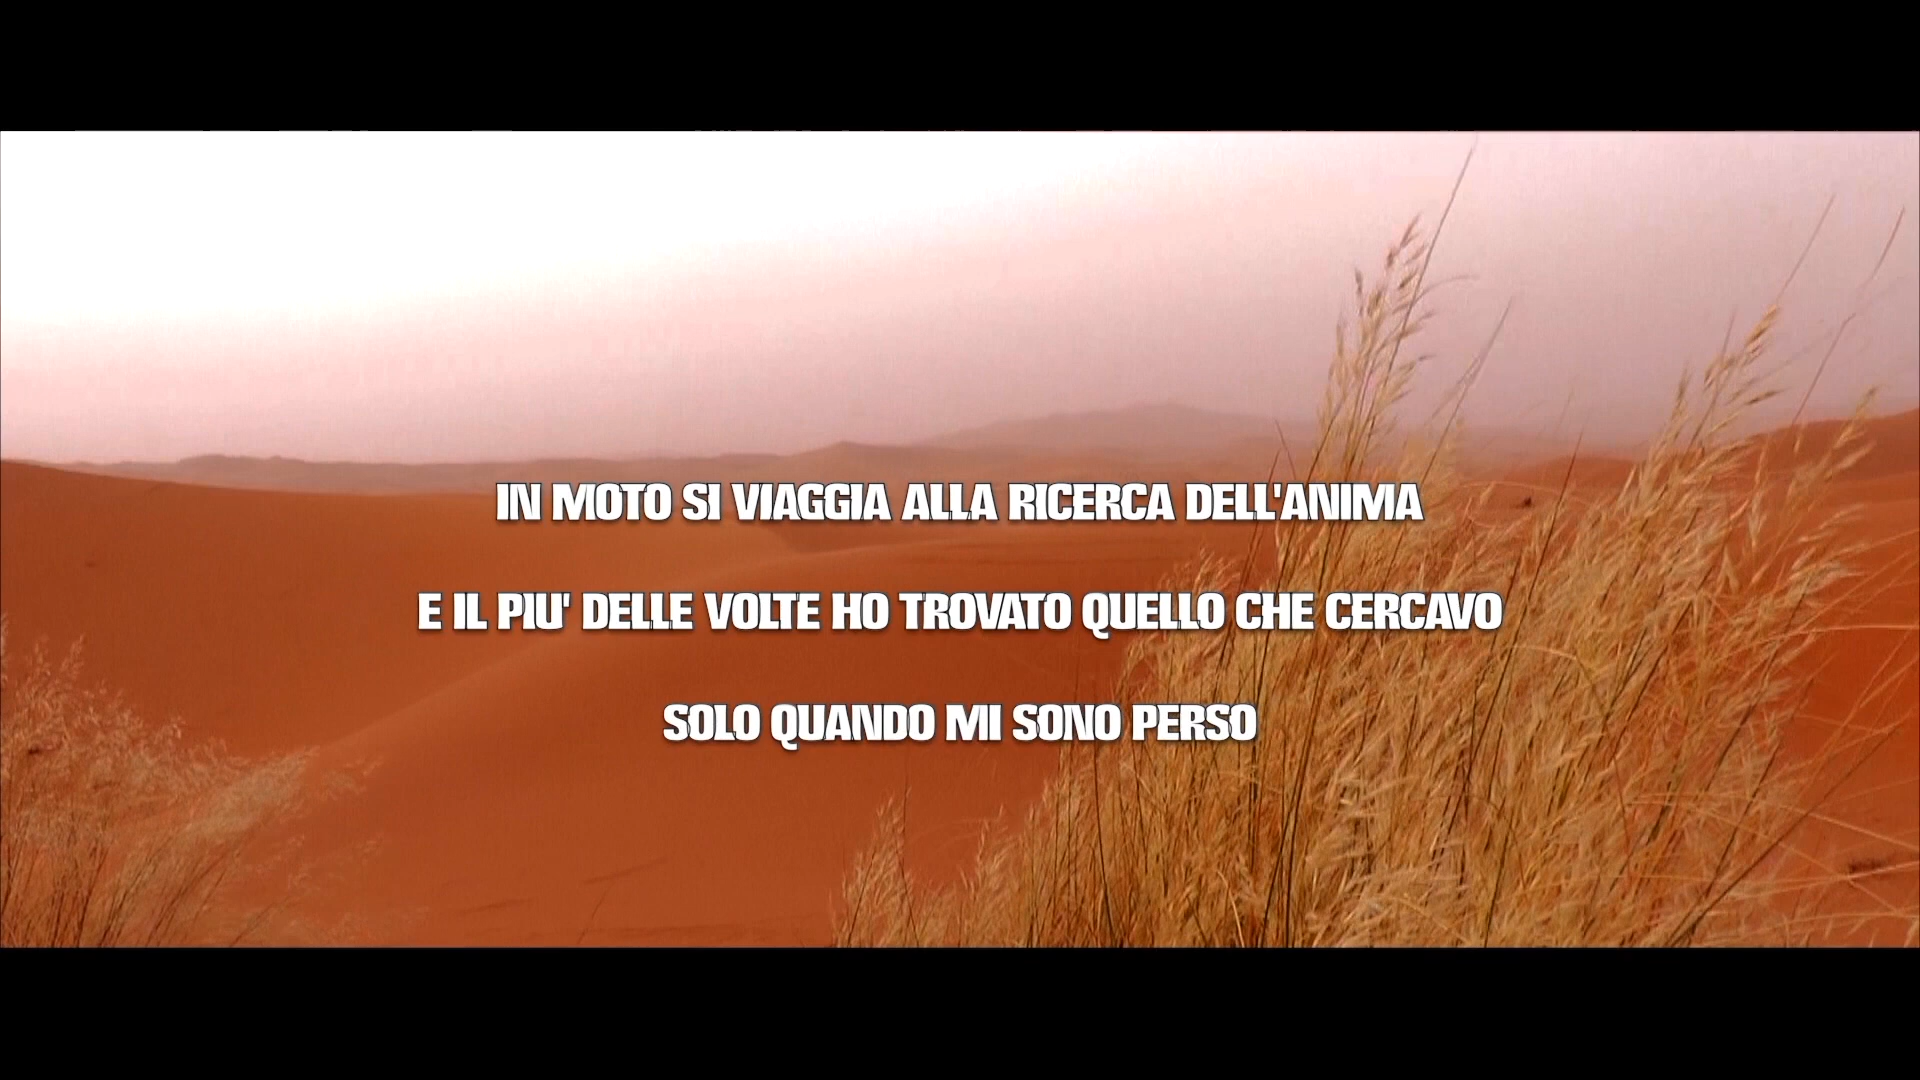 IN MOTO SI VIAGGIA ALLA RICERCA DELL'ANIMA
E IL PIU' DELLE VOLTE HO TROVATO QUELLO CHE CERCAVO
SOLO QUANDO MI SONO PERSO